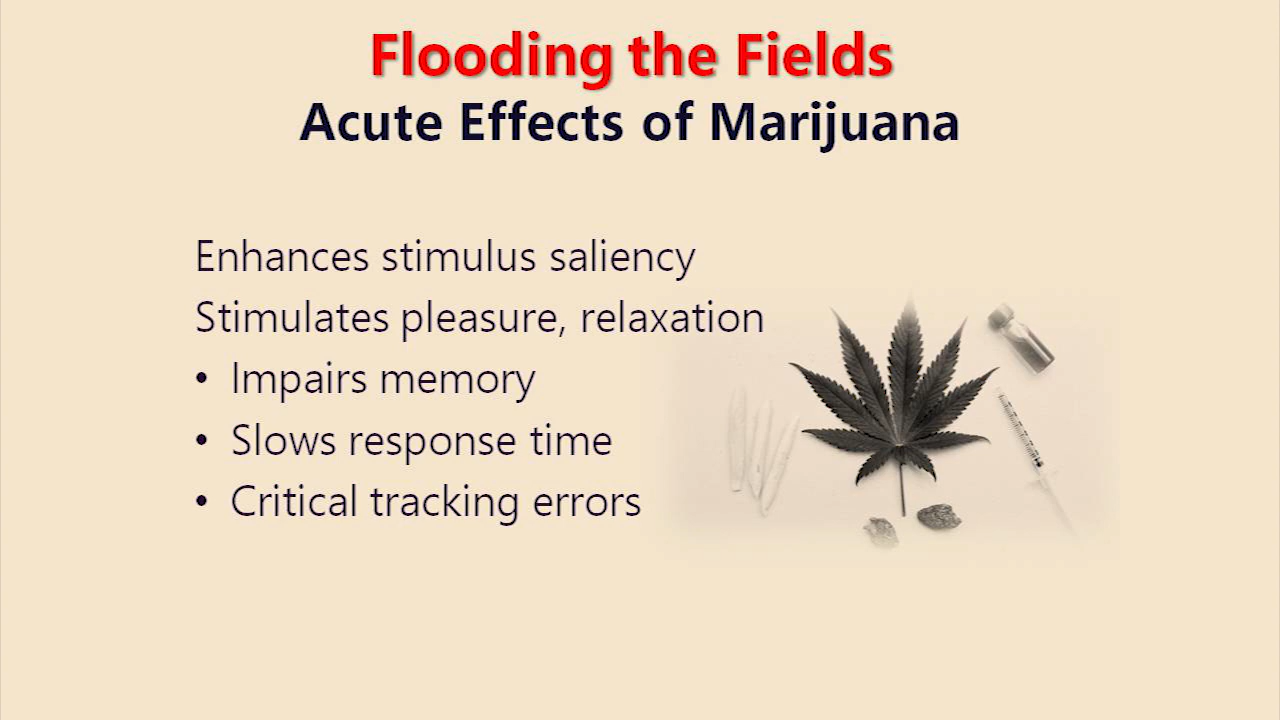 Flooding the Fields
Acute Effects of Marijuana
Enhances stimulus saliency
Stimulates pleasure, relaxation
• Impairs memory
• Slows response time
• Critical tracking errors